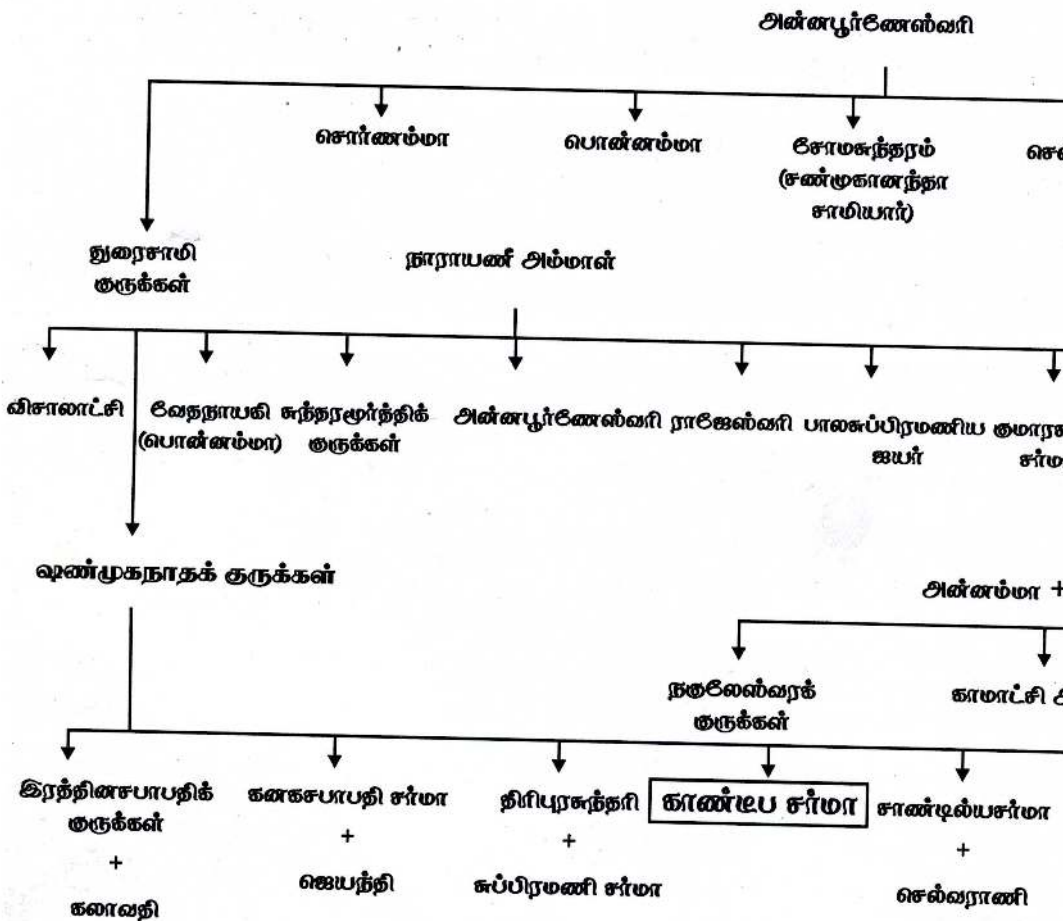 அன்னபூர்ணேஸ்வரி
சொர்ணம்மா
பொன்னம்மா
சோமசுந்தரம்
(சண்முகானந்தா
சாமியார்)
துரைசாமி
குருக்கள்
நாராயணீ அம்மாள்
விசாலாட்சி
வேதநாயகி
(பொன்னம்மா)
சுந்தரமூர்த்திக்
குருக்கள்
அன்னபூர்ணேஸ்வரி
ராஜேஸ்வரி
பாலசுப்பிரமணிய
ஐயர்
ஷண்முகநாதக் குருக்கள்
அன்னம்மா +
நகுலேஸ்வரக்
குருக்கள்
காமாட்சி
இரத்தினசபாபதிக்
குருக்கள்
+
கலாவதி
கனகசபாபதி சர்மா
+
ஜெயந்தி
திரிபுரசுந்தரி
+
சுப்பிரமணி சர்மா
காண்டீப சர்மா
சாண்டில்யசர்மா
+
செல்வராணி